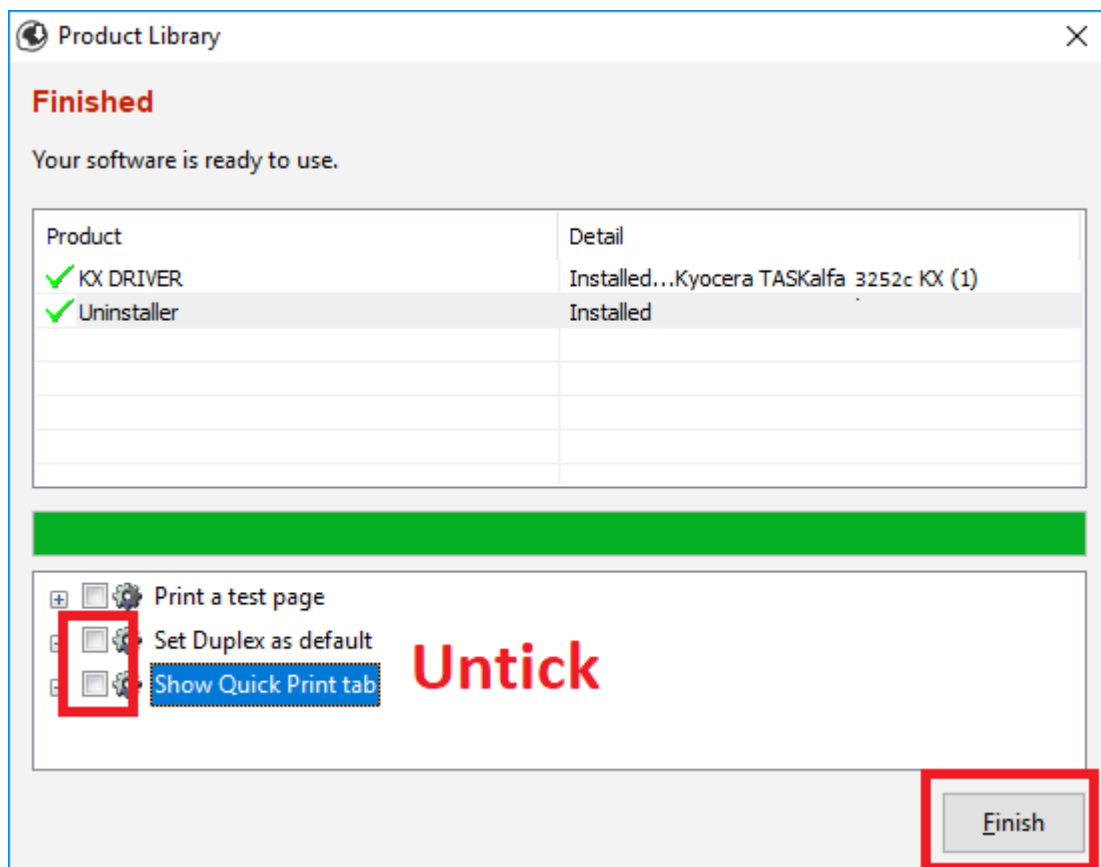 Product Library
Finished
Your software is ready to use.
Product Detail
KX DRIVER Installed...Kyocera TASKalfa 3252c KX (1)
Uninstaller Installed
Print a test page
Set Duplex as default
Untick
Show Quick Print tab
Finish